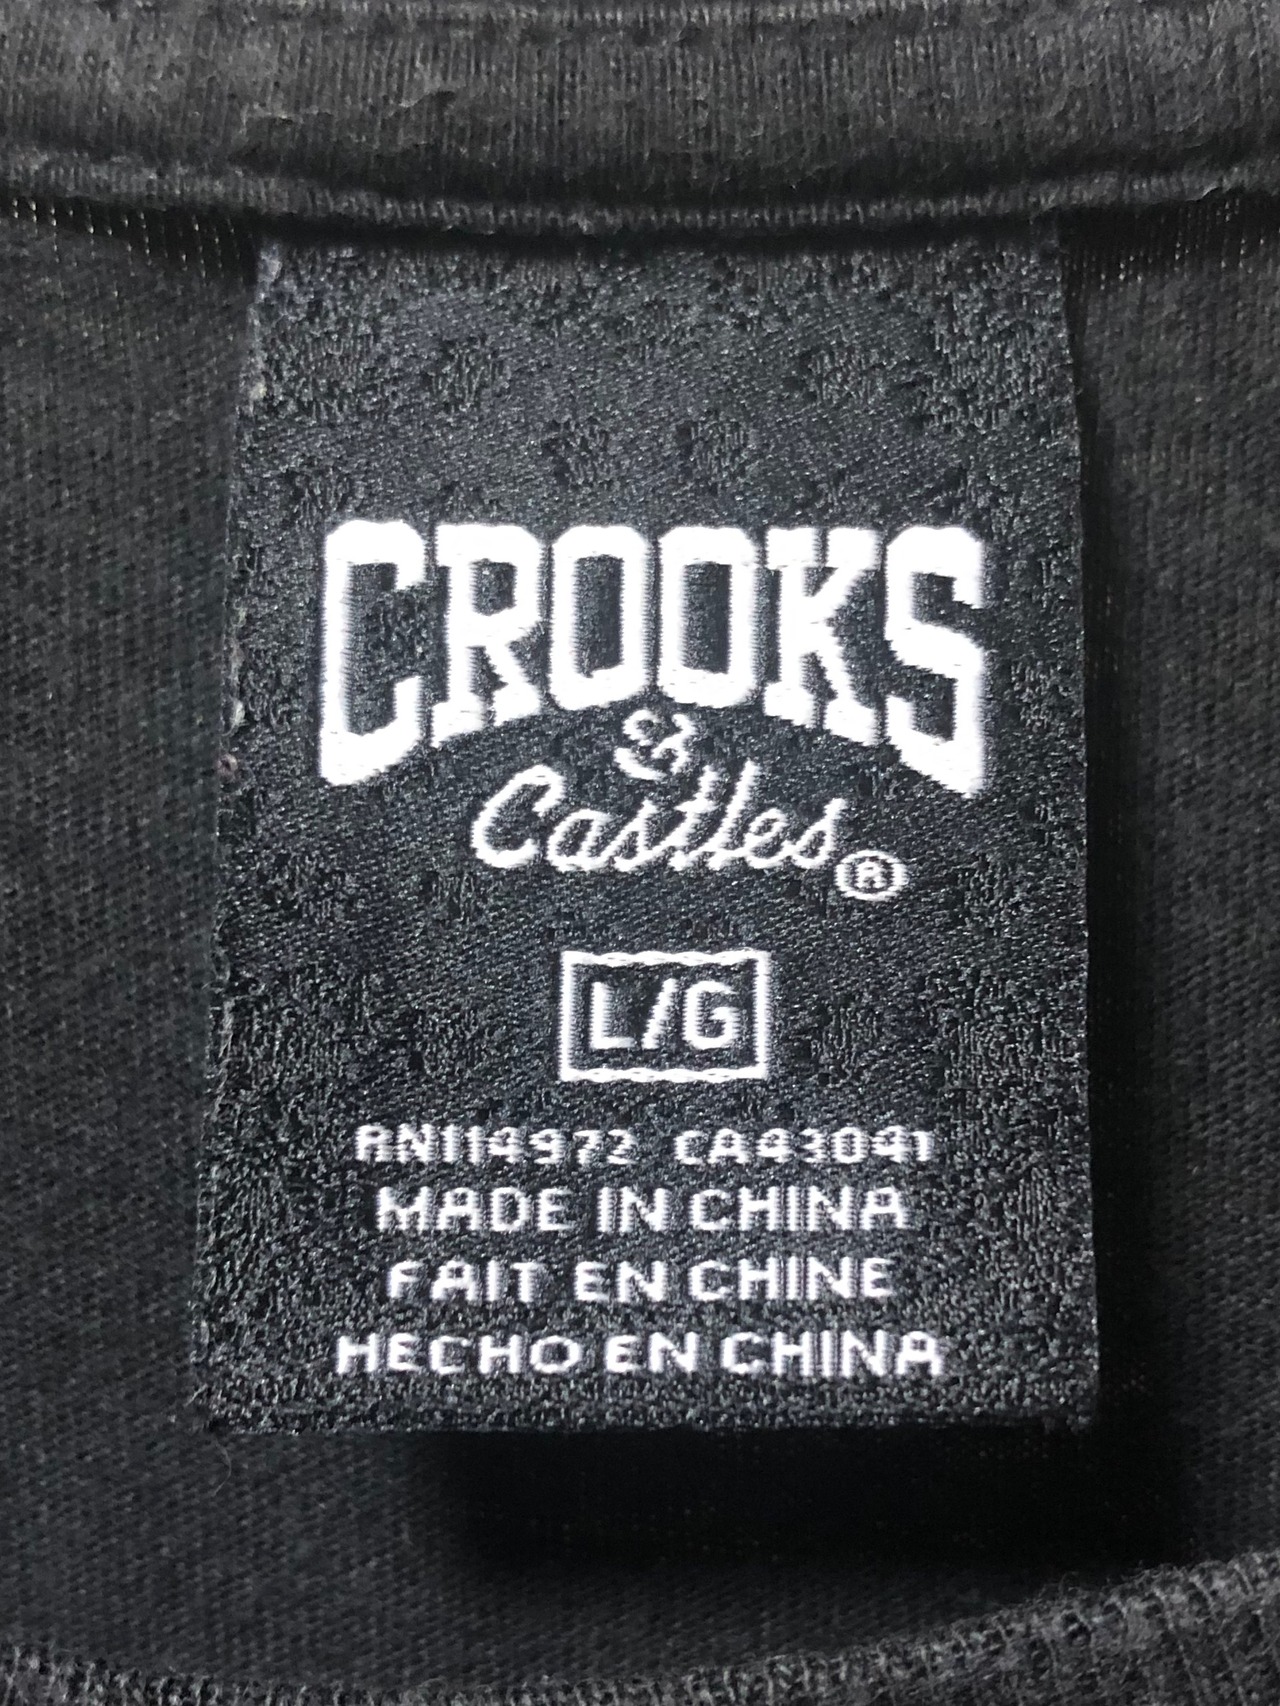 CROOKS
&
Castles®
L/G
RN114972 CA43041
MADE IN CHINA
FAIT EN CHINE
HECHO EN CHINA